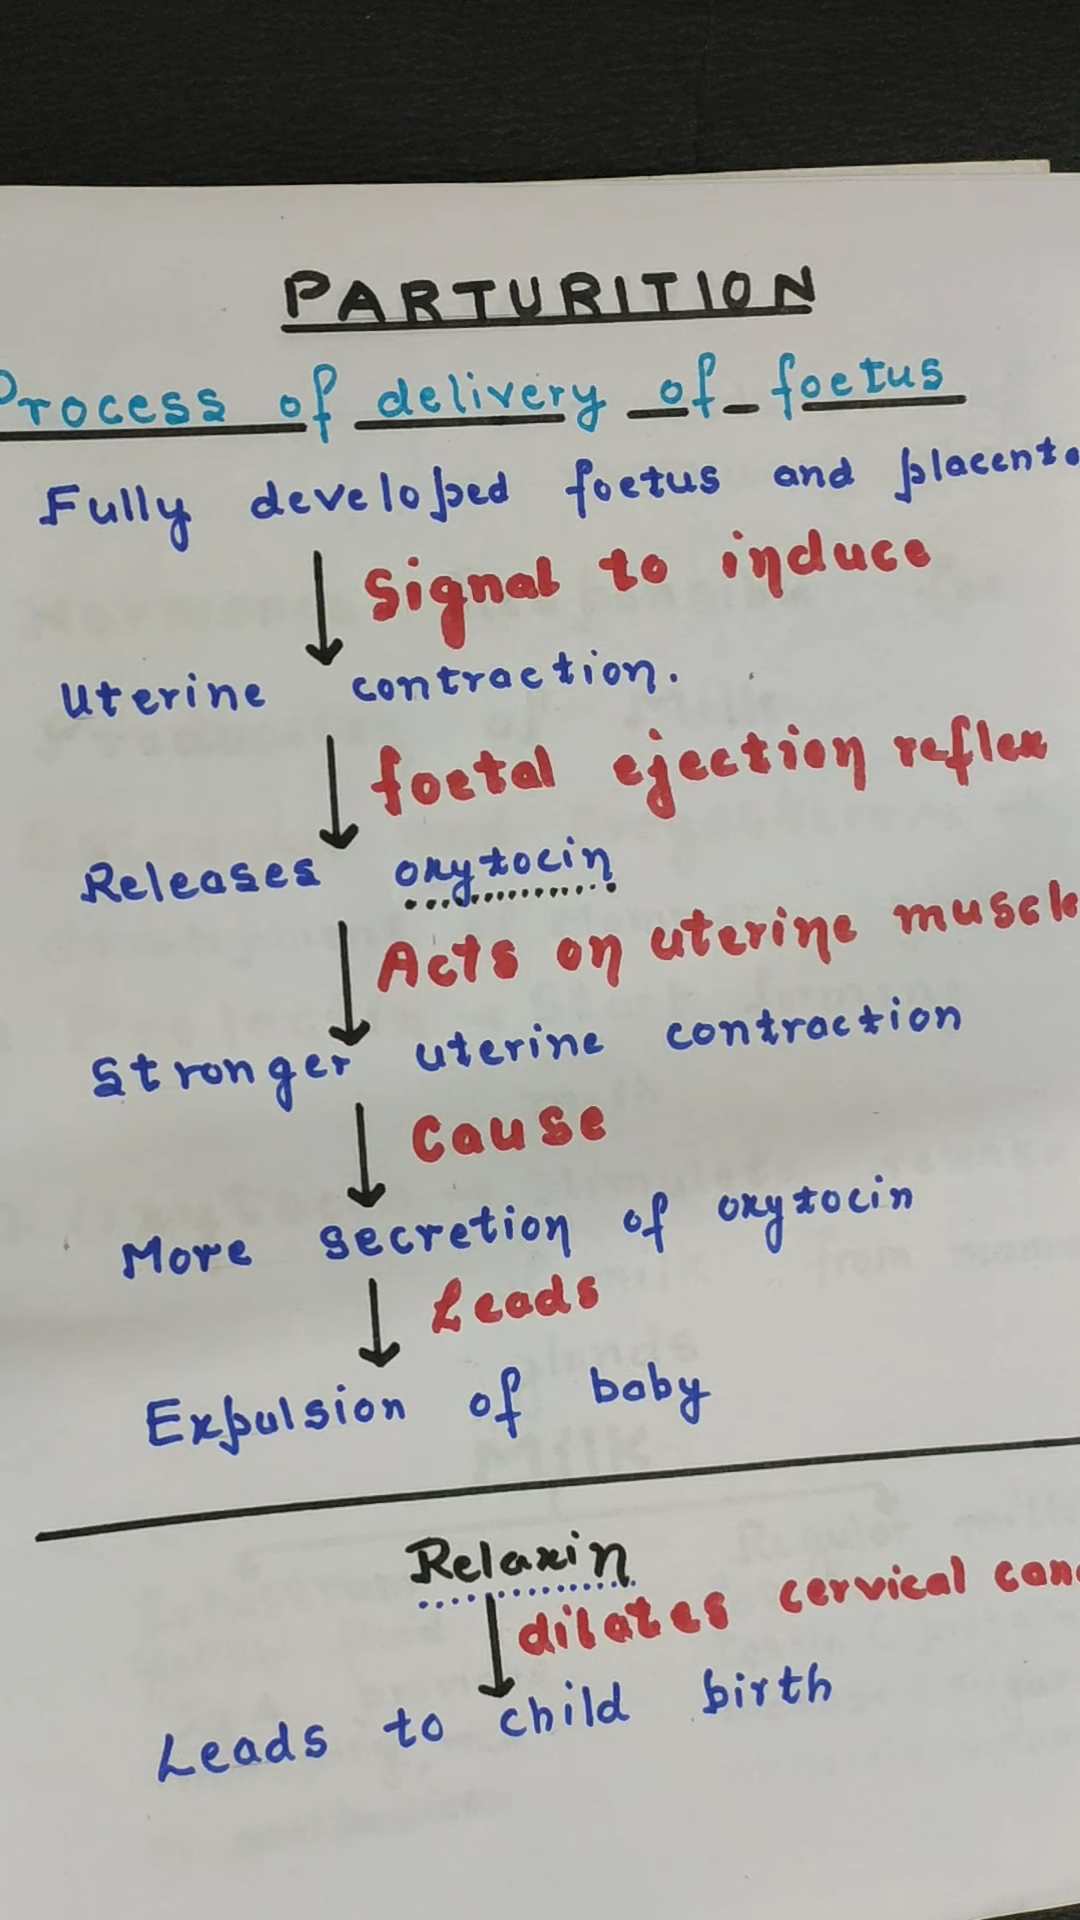 PARTURITION
Process of delivery of foetus
Fully developed foetus and placenta
Signal to induce
Uterine contraction.
foetal ejection reflex
Releases oxytocin
Acts on uterine muscle
Stronger uterine contraction
Cause
More secretion of oxytocin
Leads
Expulsion of baby
Relaxin
dilates cervical
Leads to child birth